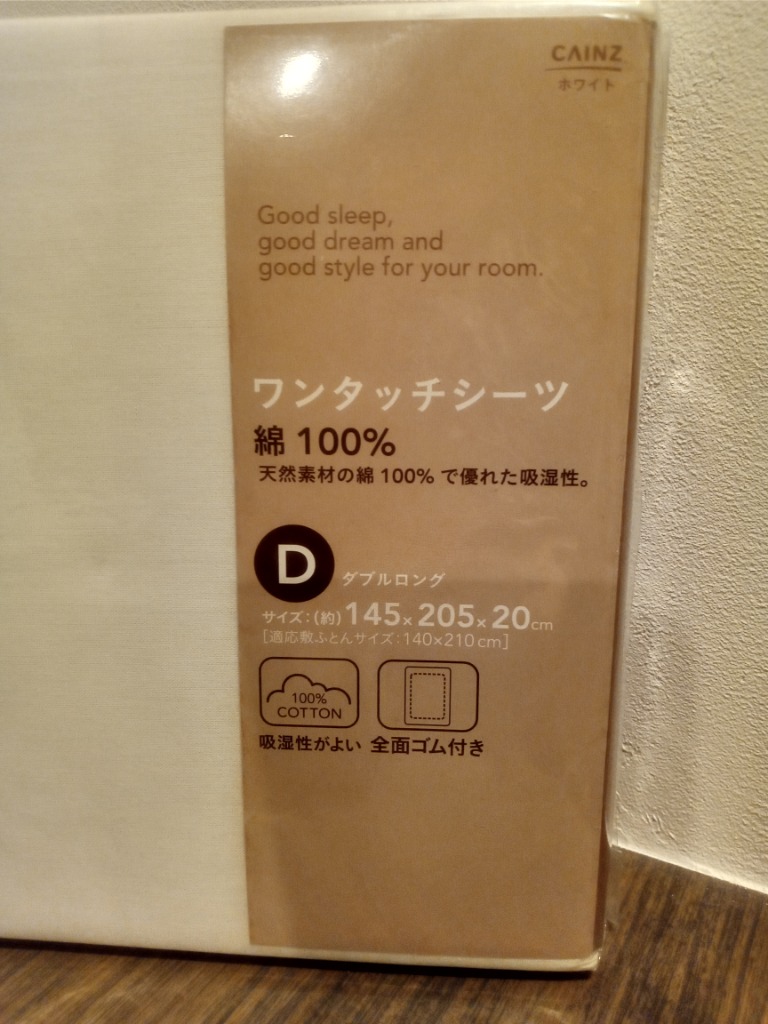 CAINZ
ホワイト
Good sleep,
good dream and
good style for your room.
ワンタッチシーツ
綿 100%
天然素材の綿 100% で優れた吸湿性。
D ダブルロング
サイズ:(約)145×205×20cm
[適応敷ふとんサイズ:140×210cm]
100%
COTTON
吸湿性がよい 全面ゴム付き